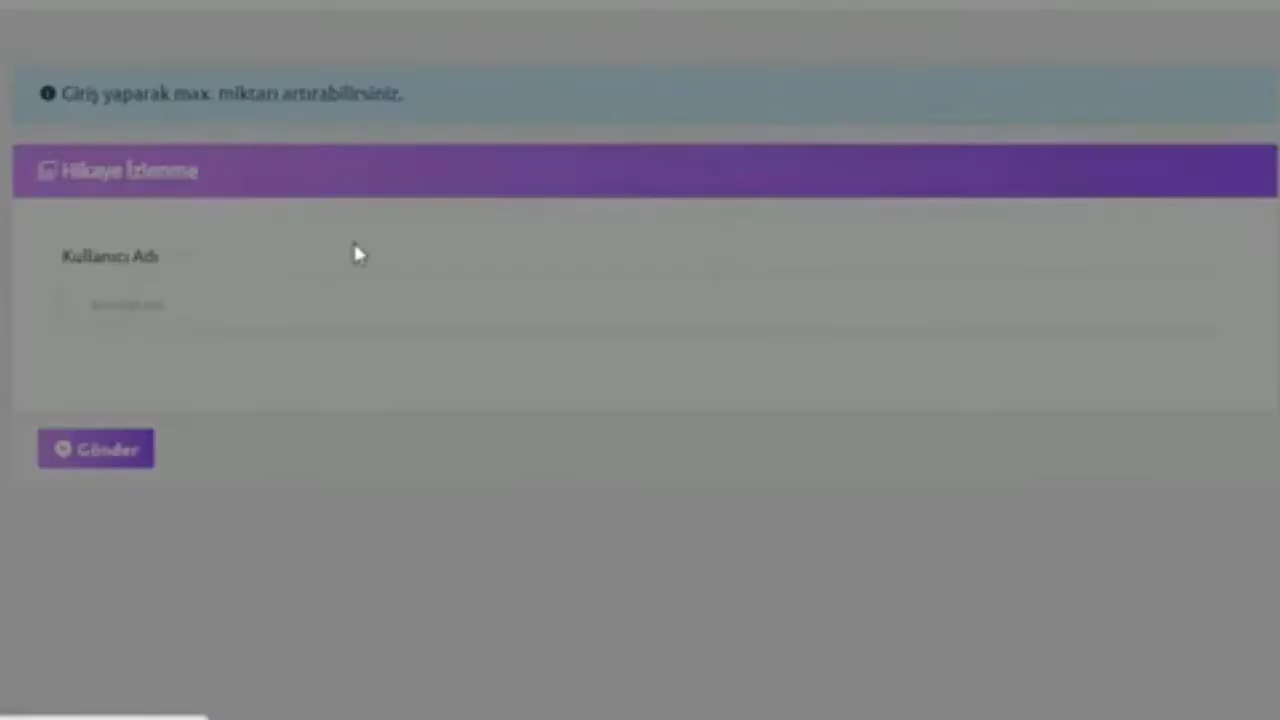 Giriş yaparak max. miktarı artırabilirsiniz.
Hikaye İzlenme
Kullanıcı Adı
Gönder